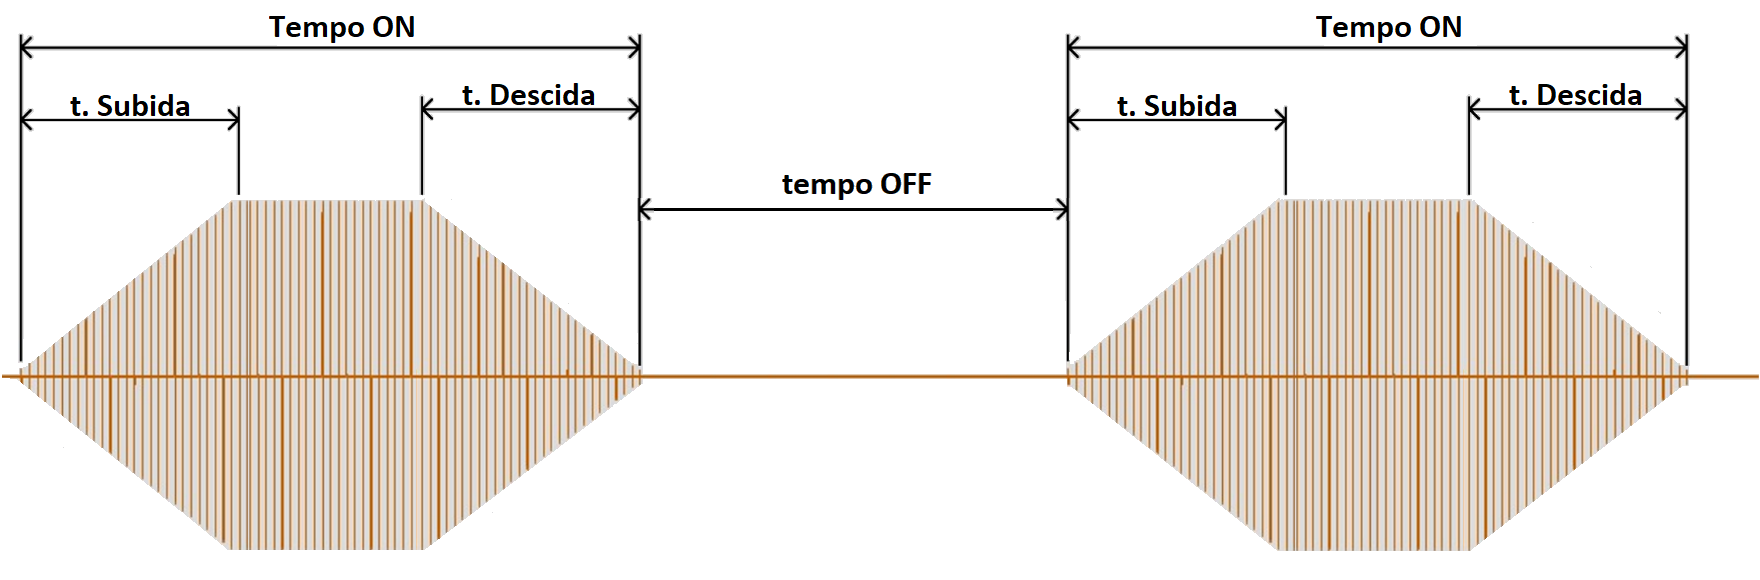 Tempo ON
Tempo ON
t. Subida
t. Descida
t. Subida
t. Descida
tempo OFF